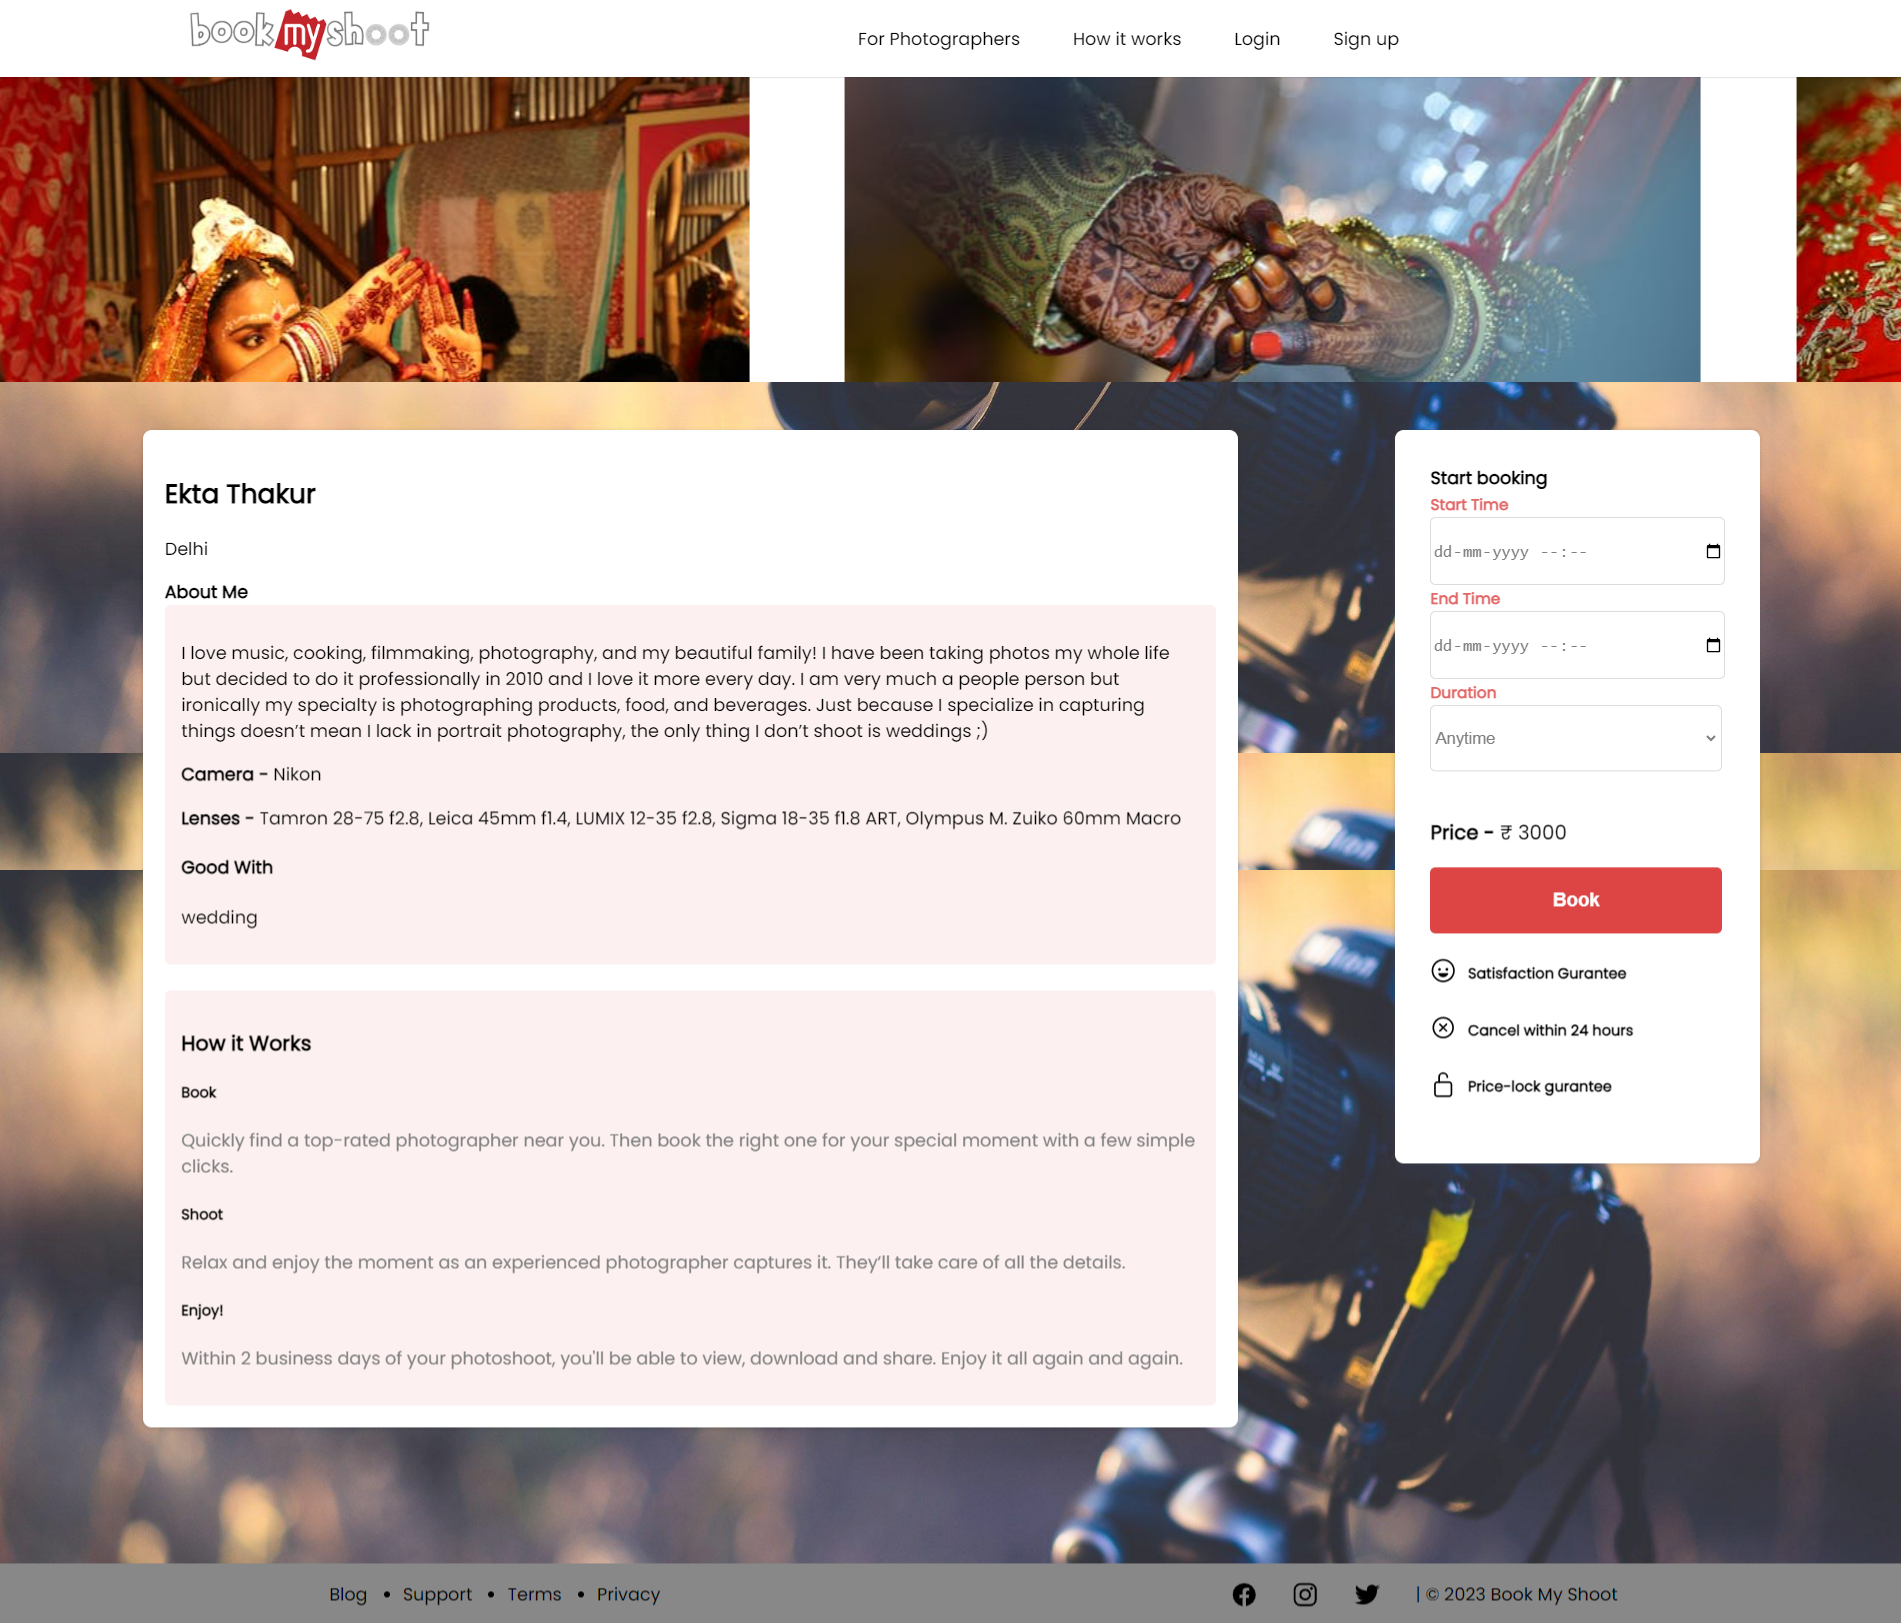 bookmyshoot
For Photographers How it works Login Sign up
Ekta Thakur
Delhi
About Me
I love music, cooking, filmmaking, photography, and my beautiful family! I have been taking photos my whole life
but decided to do it professionally in 2010 and I love it more every day. I am very much a people person but
ironically my specialty is photographing products, food, and beverages. Just because I specialize in capturing
things doesn’t mean I lack in portrait photography, the only thing I don’t shoot is weddings ;)
Camera - Nikon
Lenses - Tamron 28-75 f2.8, Leica 45mm f1.4, LUMIX 12-35 f2.8, Sigma 18-35 f1.8 ART, Olympus M. Zuiko 60mm Macro
Good With
wedding
How it Works
Book
Quickly find a top-rated photographer near you. Then book the right one for your special moment with a few simple
clicks.
Shoot
Relax and enjoy the moment as an experienced photographer captures it. They’ll take care of all the details.
Enjoy!
Within 2 business days of your photoshoot, you'll be able to view, download and share. Enjoy it all again and again.
Start booking
Start Time
dd-mm-yyyy --:--
End Time
dd-mm-yyyy --:--
Duration
Anytime
Price - ₹ 3000
Book
Satisfaction Gurantee
Cancel within 24 hours
Price-lock gurantee
Blog • Support • Terms • Privacy
| © 2023 Book My Shoot